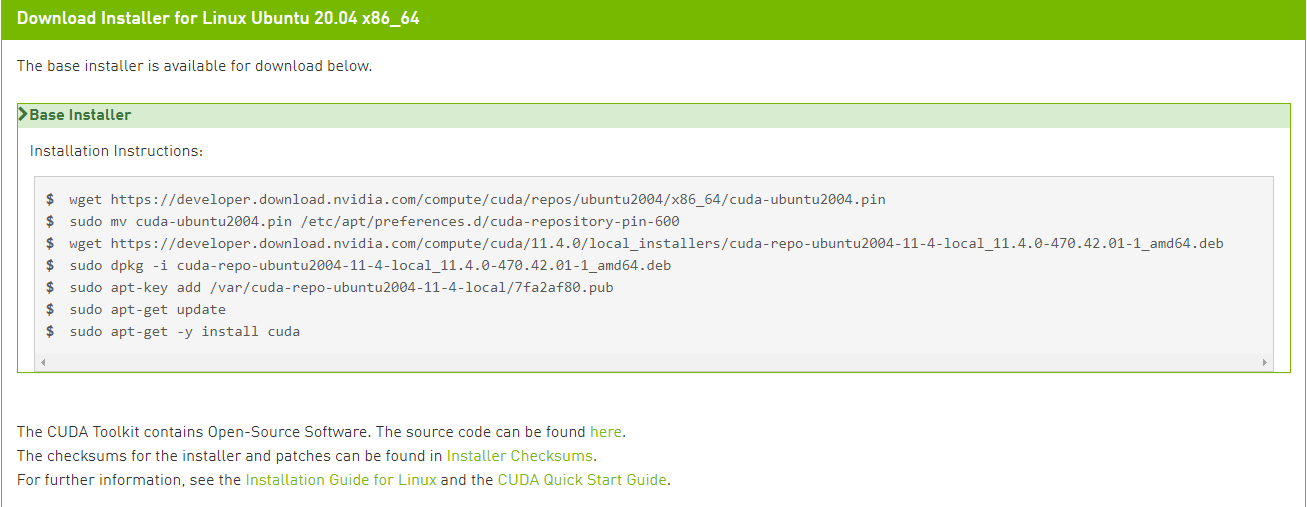 Download Installer for Linux Ubuntu 20.04 x86_64
The base installer is available for download below.
Base Installer
Installation Instructions:
$ wget https://developer.download.nvidia.com/compute/cuda/repos/ubuntu2004/x86_64/cuda-ubuntu2004.pin
$ sudo mv cuda-ubuntu2004.pin /etc/apt/preferences.d/cuda-repository-pin-600
$ wget https://developer.download.nvidia.com/compute/cuda/11.4.0/local_installers/cuda-repo-ubuntu2004-11-4-local_11.4.0-470.42.01-1_amd64.deb
$ sudo dpkg -i cuda-repo-ubuntu2004-11-4-local_11.4.0-470.42.01-1_amd64.deb
$ sudo apt-key add /var/cuda-repo-ubuntu2004-11-4-local/7fa2af80.pub
$ sudo apt-get update
$ sudo apt-get -y install cuda
The CUDA Toolkit contains Open-Source Software. The source code can be found here.
The checksums for the installer and patches can be found in Installer Checksums.
For further information, see the Installation Guide for Linux and the CUDA Quick Start Guide.